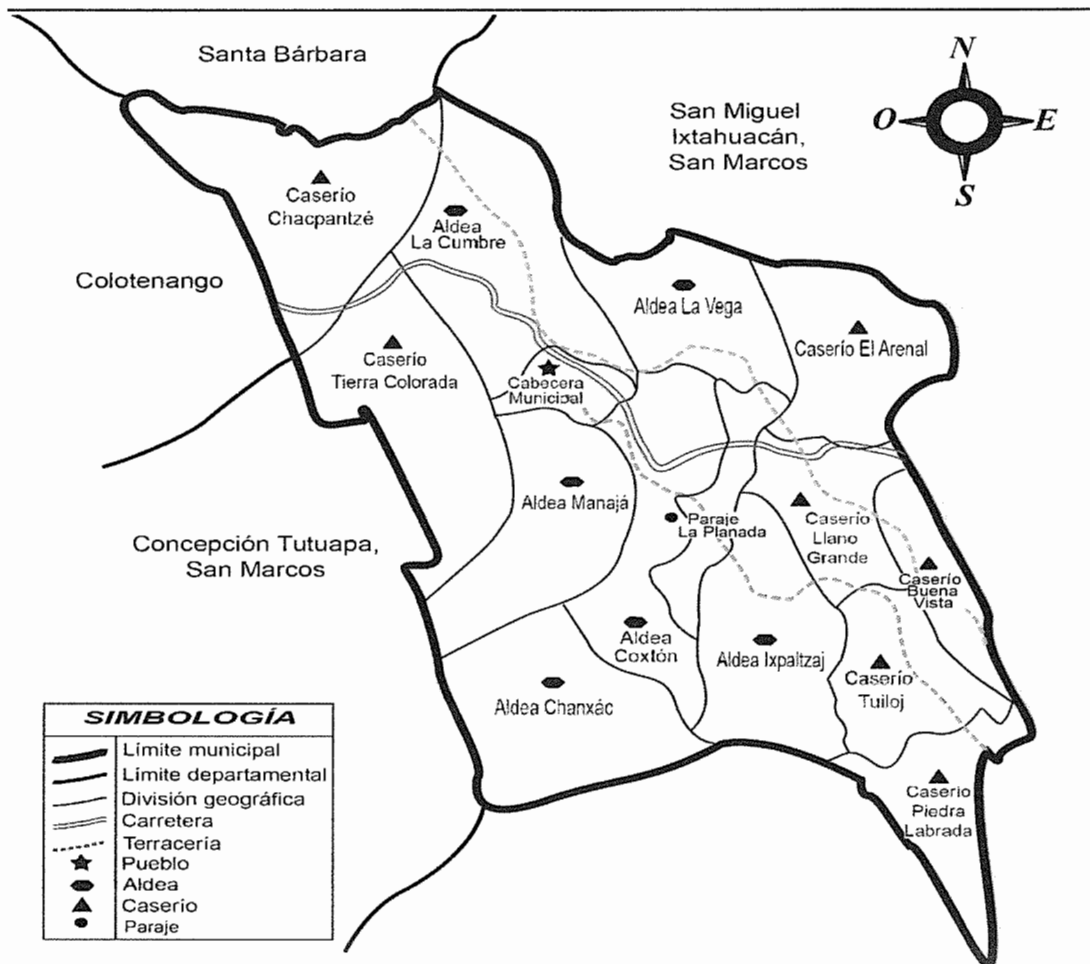 Santa Bárbara
San Miguel
Ixtahuacán,
San Marcos
N
O
E
S
Caserío
Chacpantzé
Aldea
La Cumbre
Colotenango
Aldea La Vega
Caserío El Arenal
Caserío
Tierra Colorada
Cabecera
Municipal
Aldea Manajá
Paraje
La Planada
Caserío
Llano
Grande
Concepción Tutuapa,
San Marcos
Caserío
Buena
Vista
Aldea
Coxtón
Aldea Ixpaltzaj
Caserío
Tuiloj
Aldea Chanxác
Caserio
Piedra
Labrada
SIMBOLOGÍA
Límite municipal
Límite departamental
División geográfica
Carretera
Terracería
Pueblo
Aldea
Caserío
Paraje